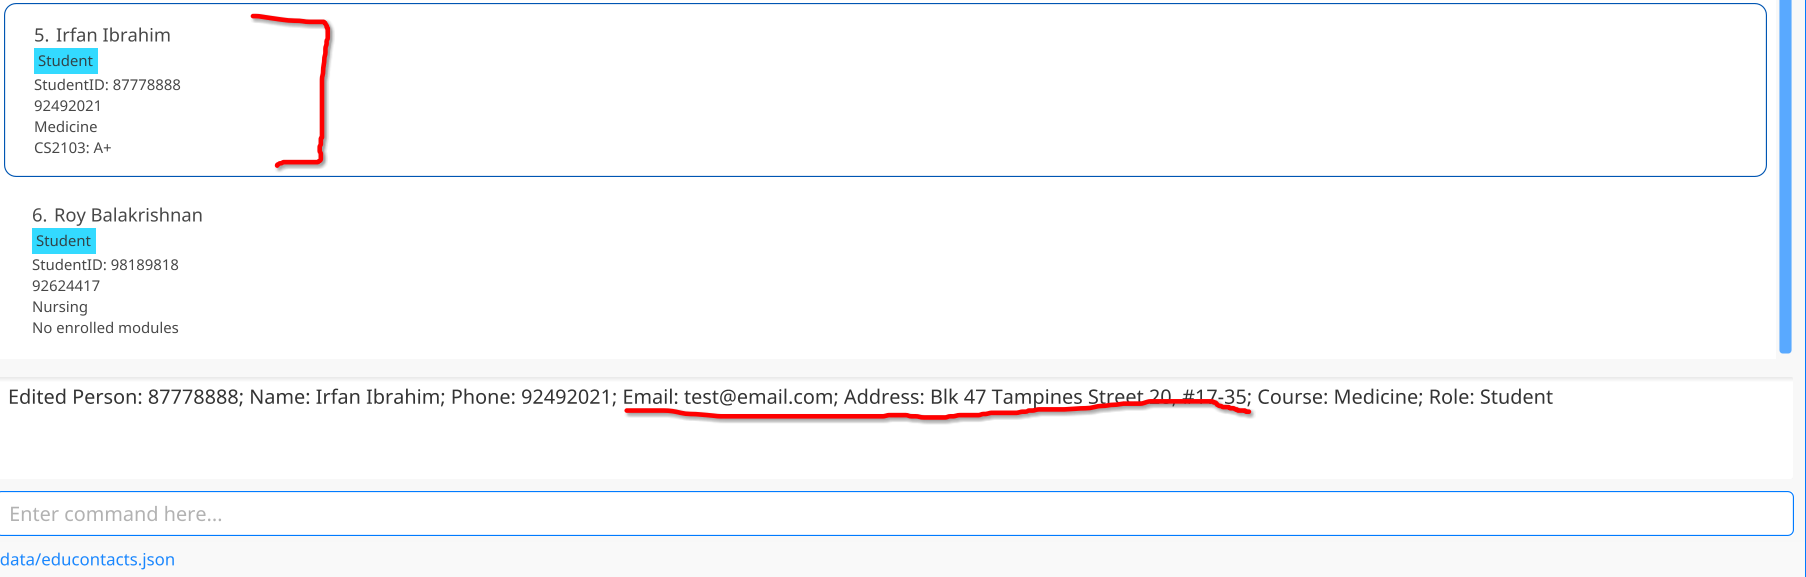 5. Irfan Ibrahim
Student
StudentID: 87778888
92492021
Medicine
CS2103: A+
6. Roy Balakrishnan
Student
StudentID: 98189818
92624417
Nursing
No enrolled modules
Edited Person: 87778888; Name: Irfan Ibrahim; Phone: 92492021; Email: test@email.com; Address: Blk 47 Tampines Street 20, #17-35; Course: Medicine; Role: Student
Enter command here...
data/educontacts.json